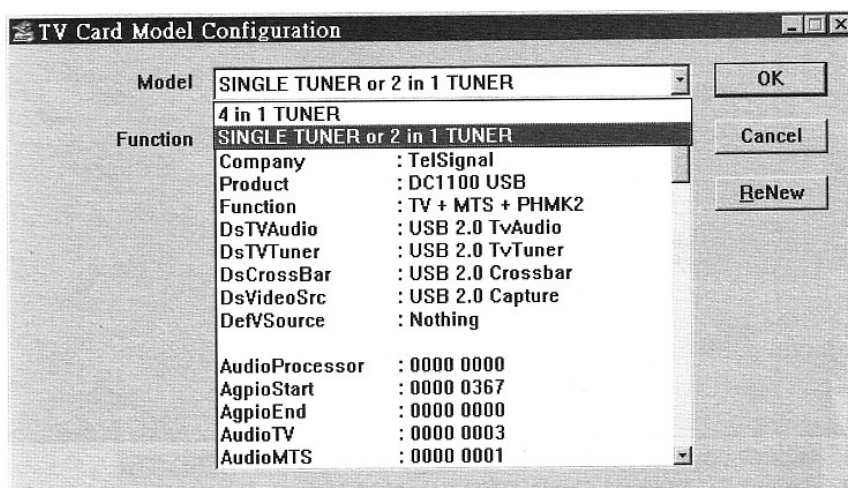 TV Card Model Configuration
Model SINGLE TUNER or 2 in 1 TUNER OK
4 in 1 TUNER
Function SINGLE TUNER or 2 in 1 TUNER Cancel
Company : TelSignal
Product : DC1100 USB
Function : TV + MTS + PHMK2
ReNew
DsTVAudio : USB 2.0 TvAudio
DsTVTuner : USB 2.0 TvTuner
DsCrossBar : USB 2.0 Crossbar
DsVideoSrc : USB 2.0 Capture
DefVSource : Nothing
AudioProcessor : 0000 0000
AgpioStart : 0000 0367
AgpioEnd : 0000 0000
AudioTV : 0000 0003
AudioMTS : 0000 0001